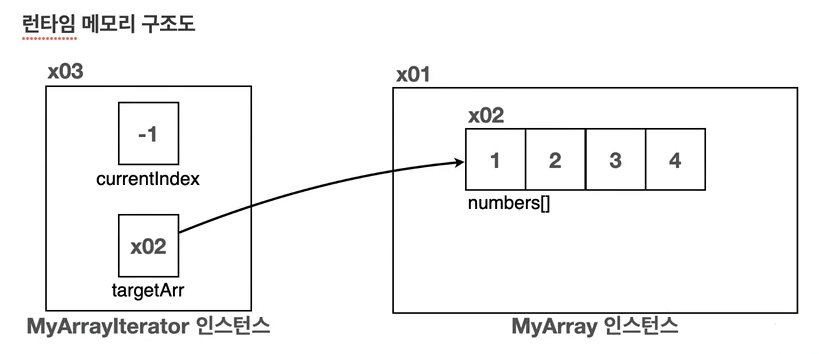 런타임 메모리 구조도
x03
x01
-1
currentIndex
x02
targetArr
x02
1 2 3 4
numbers[]
MyArrayIterator 인스턴스
MyArray 인스턴스